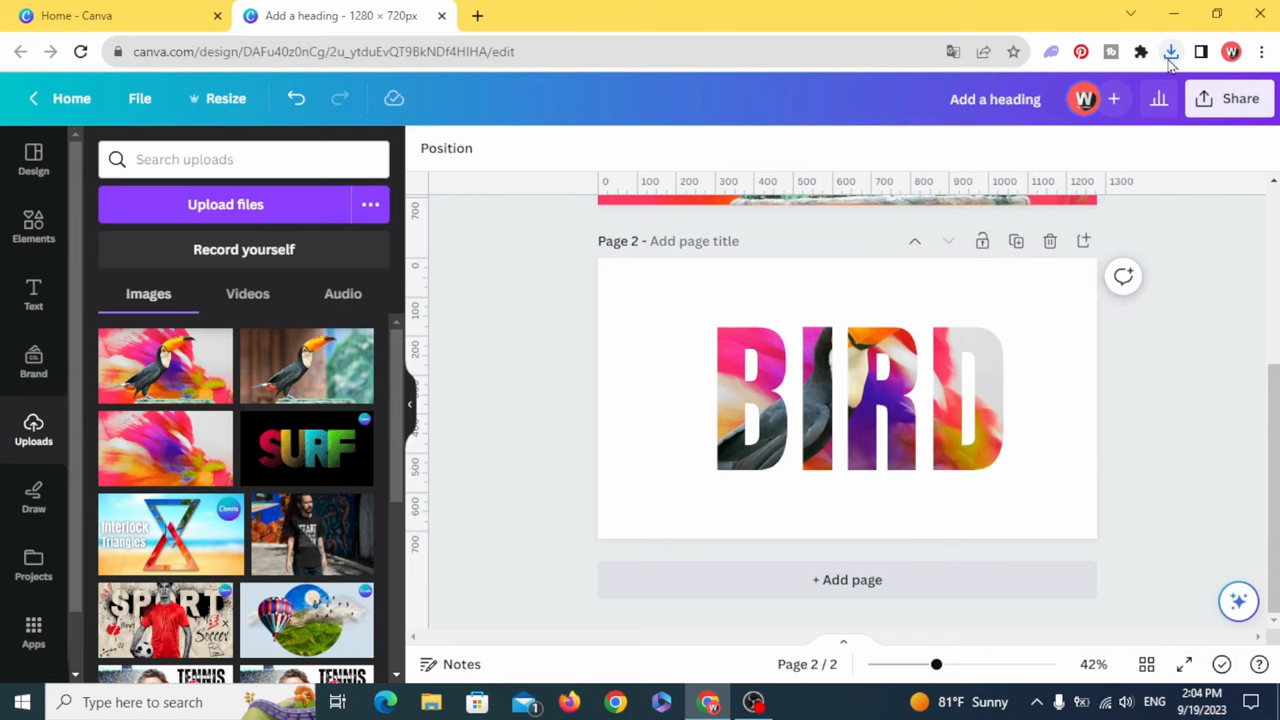 Home - Canva
Add a heading - 1280 × 720px
canva.com/design/DAFu40z0nCg/2u_ytduEvQT9BkNDf4HIHA/edit
Home
File
Resize
Add a heading
W
Share
Position
Design
Elements
Text
Brand
Uploads
Draw
Projects
Apps
Search uploads
Upload files
Record yourself
Images
Videos
Audio
SURF
Interlock
Triangles
Canva
START
SPORT
Soccer
TENNIS
TENNIS
0 100 200 300 400 500 600 700 800 900 1000 1100 1200 1300
700
0
100
200
300
400
500
600
700
Page 2 - Add page title
BIRD
+ Add page
Notes
Page 2 / 2
42%
Type here to search
81°F Sunny
ENG
2:04 PM
9/19/2023